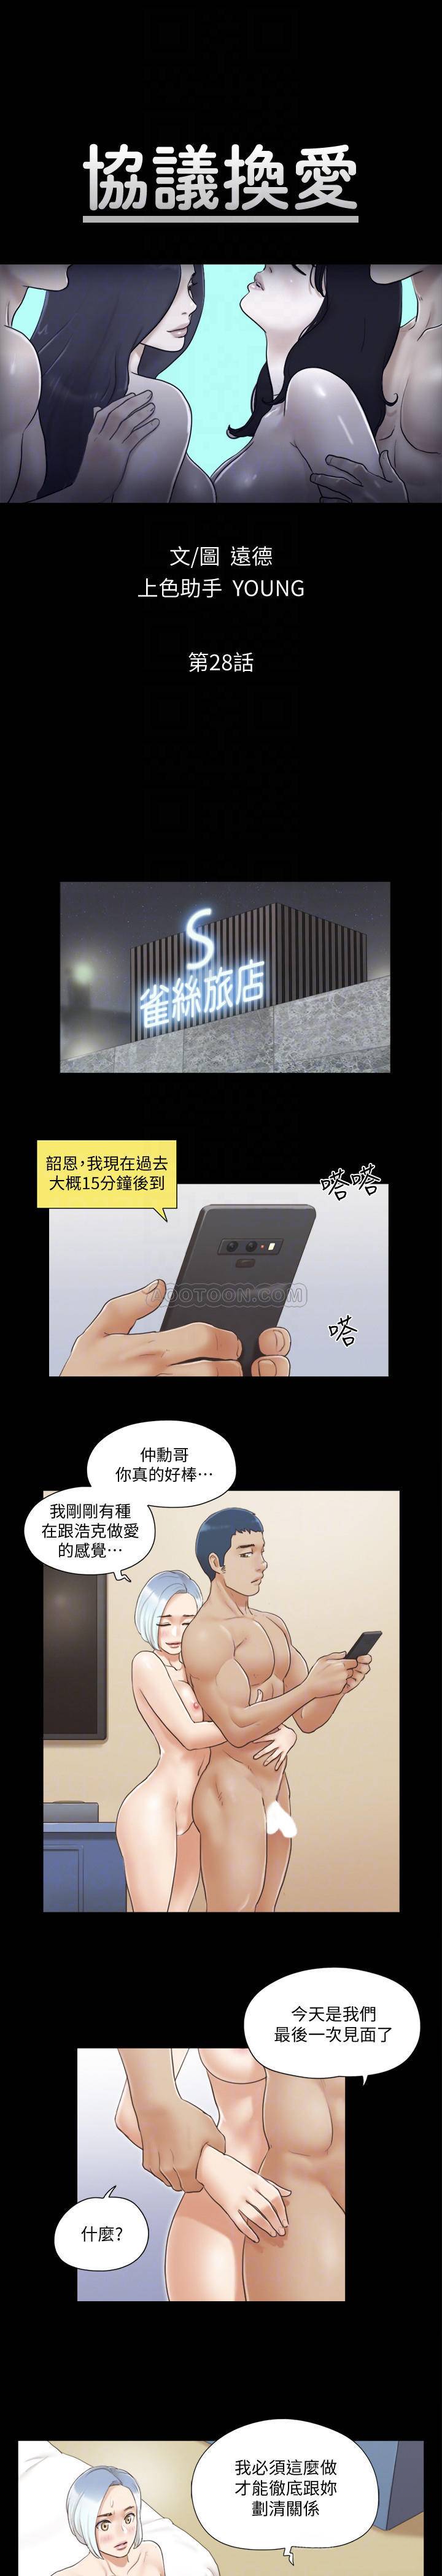 協議換愛
文/圖 遠德
上色助手 YOUNG
第28話
S
雀絲旅店
韶恩,我現在過去
大概15分鐘後到
嗒嗒
TOOTOON.COM
嗒
仲勳哥
你真的好棒…
我剛剛有種
在跟浩克做愛
的感覺…
今天是我們
最後一次見面了
什麼?
我必須這麼做
才能徹底跟妳
劃清關係